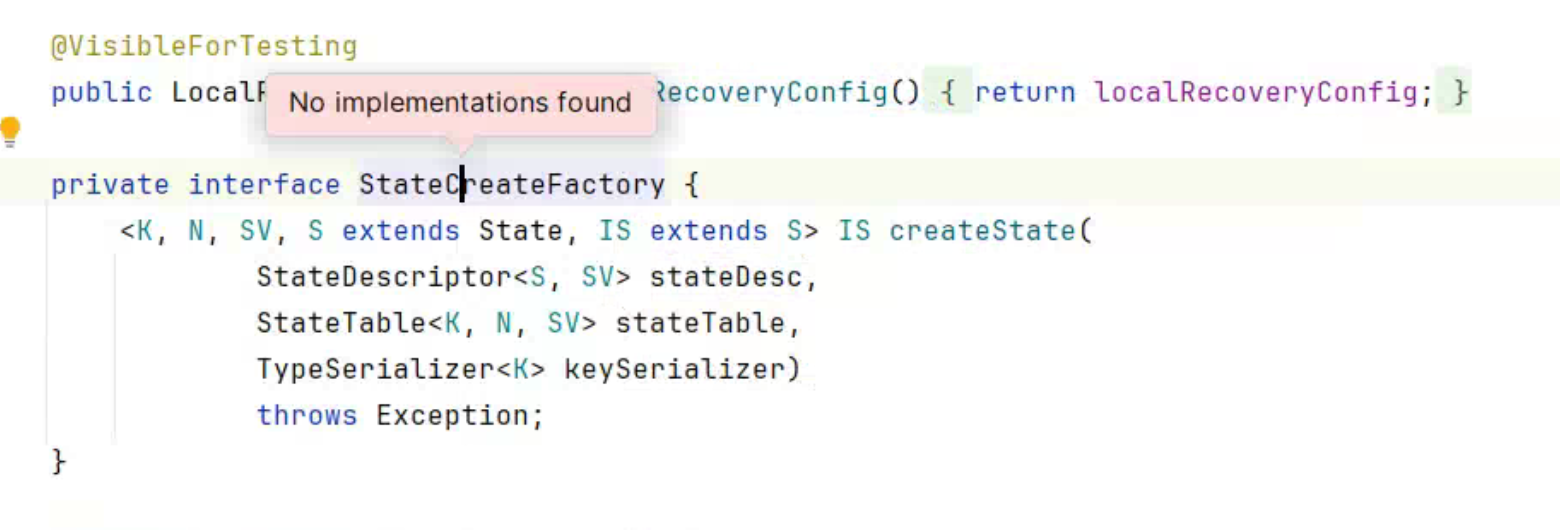 @VisibleForTesting
public LocalR RecoveryConfig() { return localRecoveryConfig; }
No implementations found
private interface StateCreateFactory {
<K, N, SV, S extends State, IS extends S> IS createState(
StateDescriptor<S, SV> stateDesc,
StateTable<K, N, SV> stateTable,
TypeSerializer<K> keySerializer)
throws Exception;
}